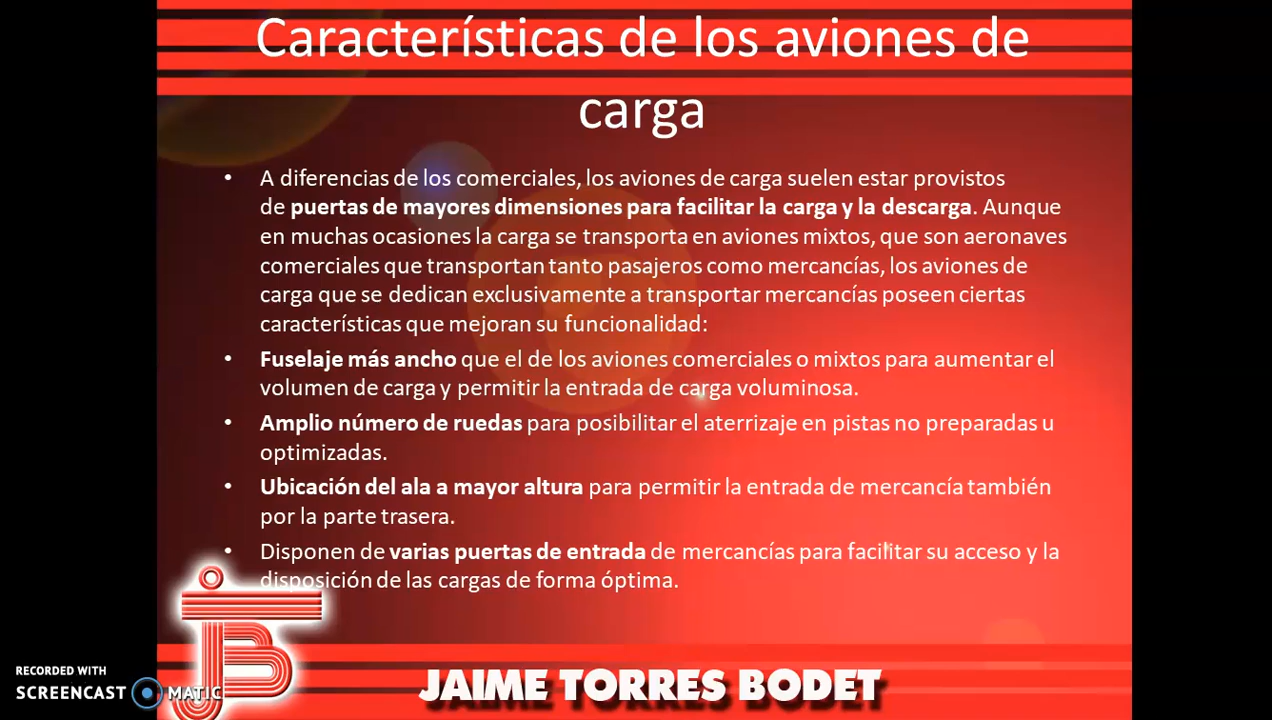 Características de los aviones de
carga
• A diferencias de los comerciales, los aviones de carga suelen estar provistos
de puertas de mayores dimensiones para facilitar la carga y la descarga. Aunque
en muchas ocasiones la carga se transporta en aviones mixtos, que son aeronaves
comerciales que transportan tanto pasajeros como mercancías, los aviones de
carga que se dedican exclusivamente a transportar mercancías poseen ciertas
características que mejoran su funcionalidad:
• Fuselaje más ancho que el de los aviones comerciales o mixtos para aumentar el
volumen de carga y permitir la entrada de carga voluminosa.
• Amplio número de ruedas para posibilitar el aterrizaje en pistas no preparadas u
optimizadas.
• Ubicación del ala a mayor altura para permitir la entrada de mercancía también
por la parte trasera.
• Disponen de varias puertas de entrada de mercancías para facilitar su acceso y la
disposición de las cargas de forma óptima.
JTB
JAIME TORRES BODET
RECORDED WITH
SCREENCAST MATIC